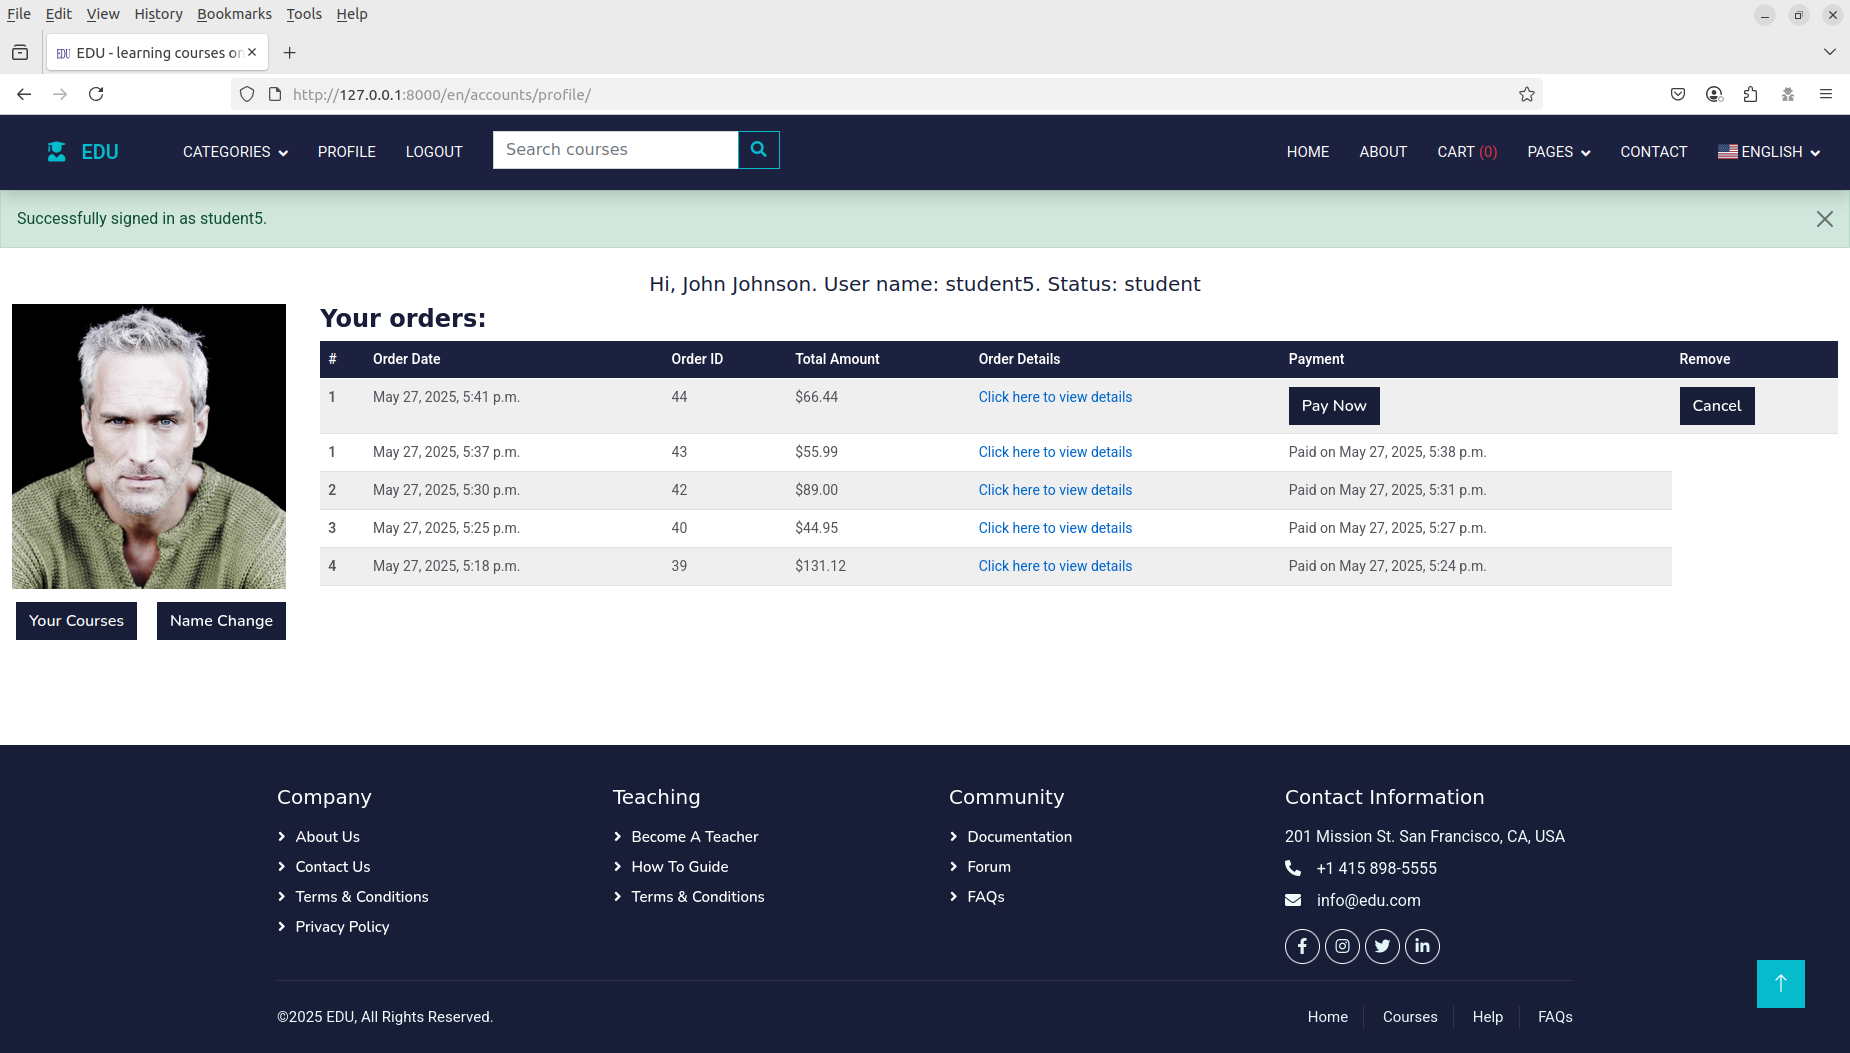 File Edit View History Bookmarks Tools Help
EDU EDU - learning courses on
http://127.0.0.1:8000/en/accounts/profile/
EDU CATEGORIES PROFILE LOGOUT Search courses HOME ABOUT CART (0) PAGES CONTACT ENGLISH
Successfully signed in as student5.
Hi, John Johnson. User name: student5. Status: student
Your orders:
# Order Date Order ID Total Amount Order Details Payment Remove
1 May 27, 2025, 5:41 p.m. 44 $66.44 Click here to view details Pay Now Cancel
1 May 27, 2025, 5:37 p.m. 43 $55.99 Click here to view details Paid on May 27, 2025, 5:38 p.m.
2 May 27, 2025, 5:30 p.m. 42 $89.00 Click here to view details Paid on May 27, 2025, 5:31 p.m.
3 May 27, 2025, 5:25 p.m. 40 $44.95 Click here to view details Paid on May 27, 2025, 5:27 p.m.
4 May 27, 2025, 5:18 p.m. 39 $131.12 Click here to view details Paid on May 27, 2025, 5:24 p.m.
Your Courses Name Change
Company
About Us
Contact Us
Terms & Conditions
Privacy Policy
Teaching
Become A Teacher
How To Guide
Terms & Conditions
Community
Documentation
Forum
FAQs
Contact Information
201 Mission St. San Francisco, CA, USA
+1 415 898-5555
info@edu.com
©2025 EDU, All Rights Reserved.
Home Courses Help FAQs